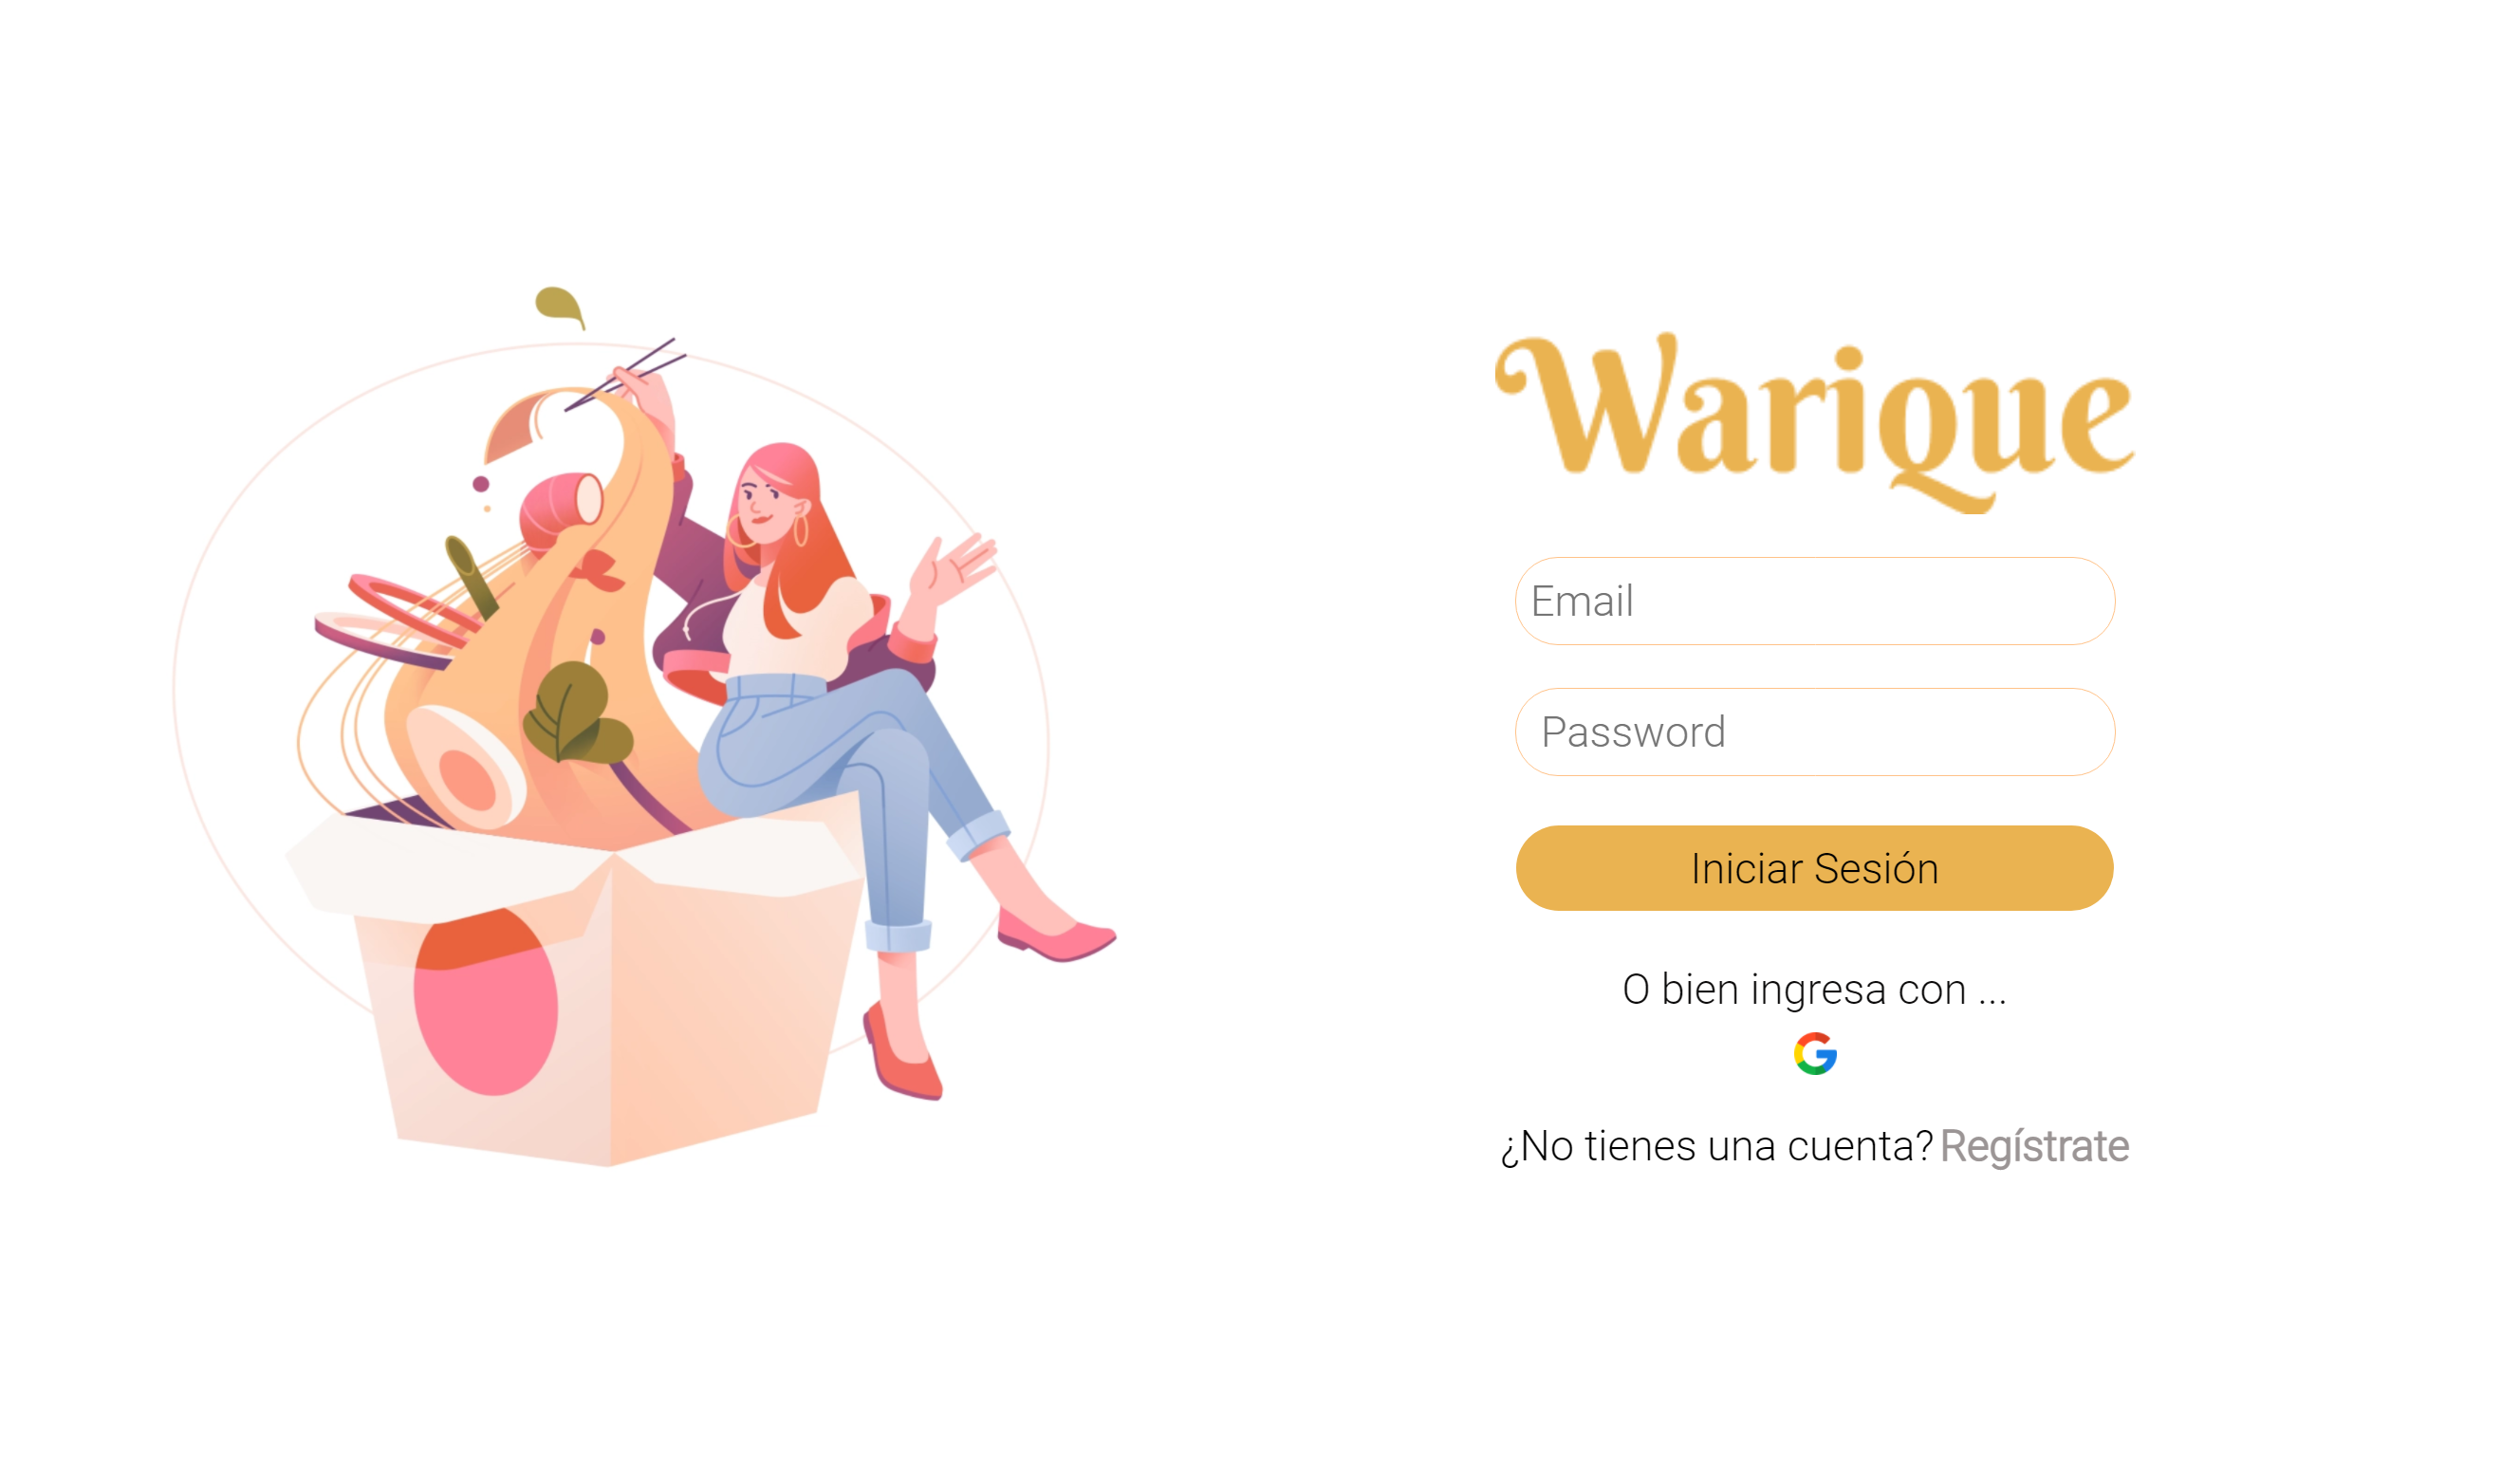 Warique
Email
Password
Iniciar Sesión
O bien ingresa con ...
¿No tienes una cuenta? Regístrate